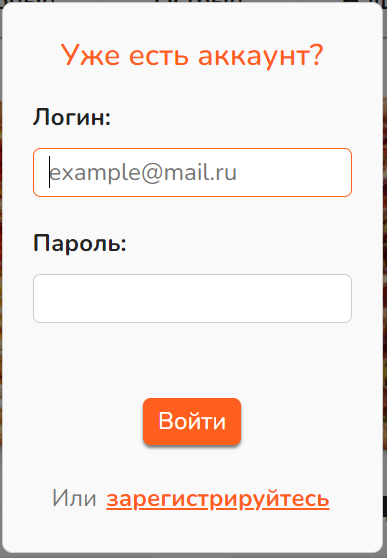 Уже есть аккаунт?
Логин:
example@mail.ru
Пароль:
Войти
Или зарегистрируйтесь